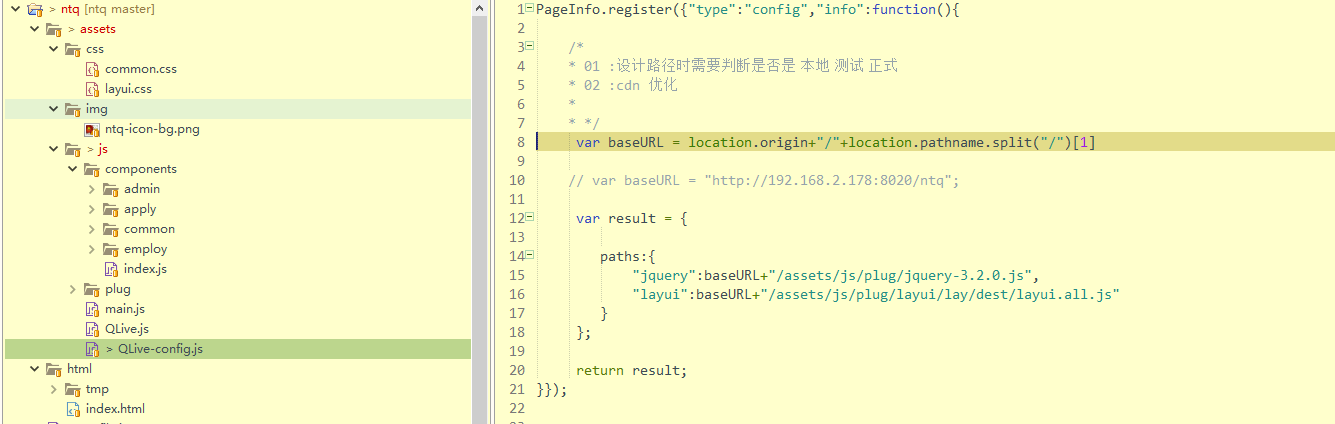 > ntq [ntq master]
> assets
css
common.css
layui.css
img
ntq-icon-bg.png
> js
components
admin
apply
common
employ
index.js
plug
main.js
QLive.js
> QLive-config.js
html
tmp
index.html
1 PageInfo.register({"type":"config","info":function(){
2
3 /*
4 * 01 :设计路径时需要判断是否是 本地 测试 正式
5 * 02 :cdn 优化
6 *
7 * */
8 var baseURL = location.origin+"/"+location.pathname.split("/")[1]
9
10 // var baseURL = "http://192.168.2.178:8020/ntq";
11
12 var result = {
13
14 paths:{
15 "jquery":baseURL+"/assets/js/plug/jquery-3.2.0.js",
16 "layui":baseURL+"/assets/js/plug/layui/lay/dest/layui.all.js"
17 }
18 };
19
20 return result;
21 }});
22